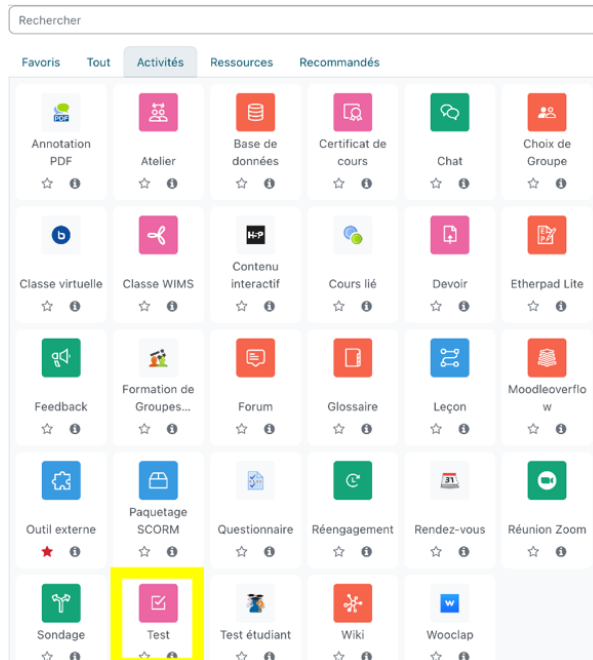 Rechercher
Favoris Tout Activités Ressources Recommandés
PDF
Annotation PDF
Atelier
Base de données
Certificat de cours
Chat
Choix de Groupe
b
Classe virtuelle
Classe WIMS
H-P
Contenu interactif
Cours lié
Devoir
Etherpad Lite
Feedback
Formation de Groupes...
Forum
Glossaire
Leçon
Moodleoverflo
w
Outil externe
Paquetage SCORM
Questionnaire
Réengagement
31
Rendez-vous
Réunion Zoom
Sondage
Test
Test étudiant
Wiki
w
Wooclap